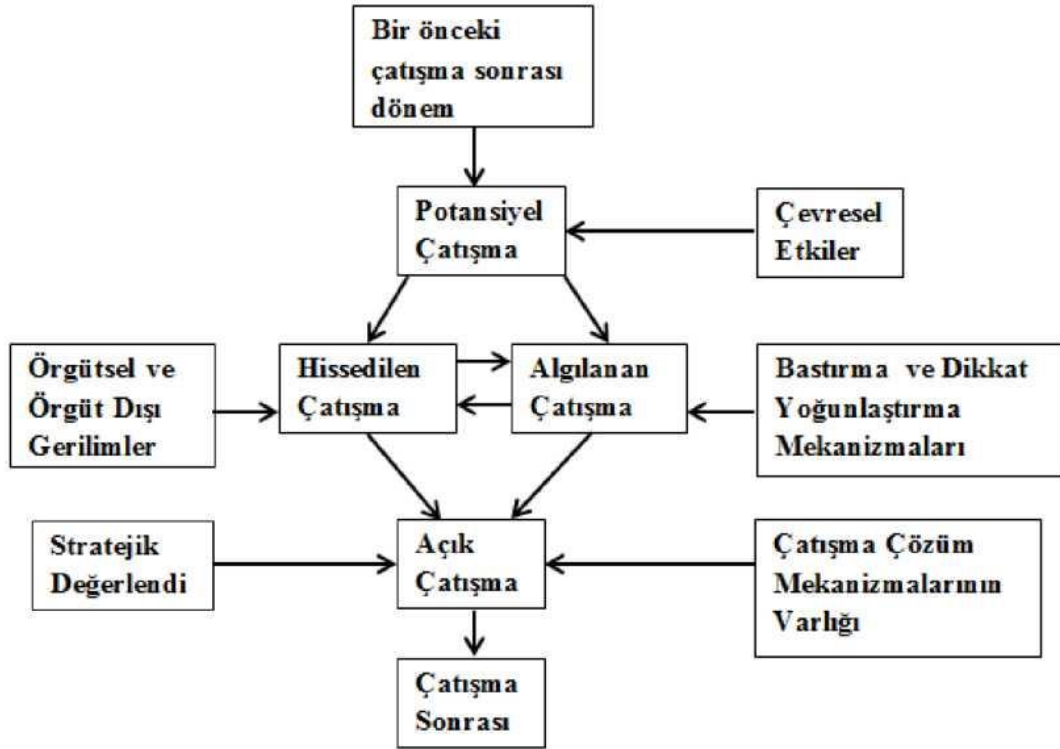 Bir önceki
çatışma sonrası
dönem
Potansiyel
Çatışma
Çevresel
Etkiler
Örgütsel ve
Örgüt Dışı
Gerilimler
Hissedilen
Çatışma
Algılanan
Çatışma
Bastırma ve Dikkat
Yoğunlaştırma
Mekanizmaları
Stratejik
Değerlendi
Açık
Çatışma
Çatışma Çözüm
Mekanizmalarının
Varlığı
Çatışma
Sonrası